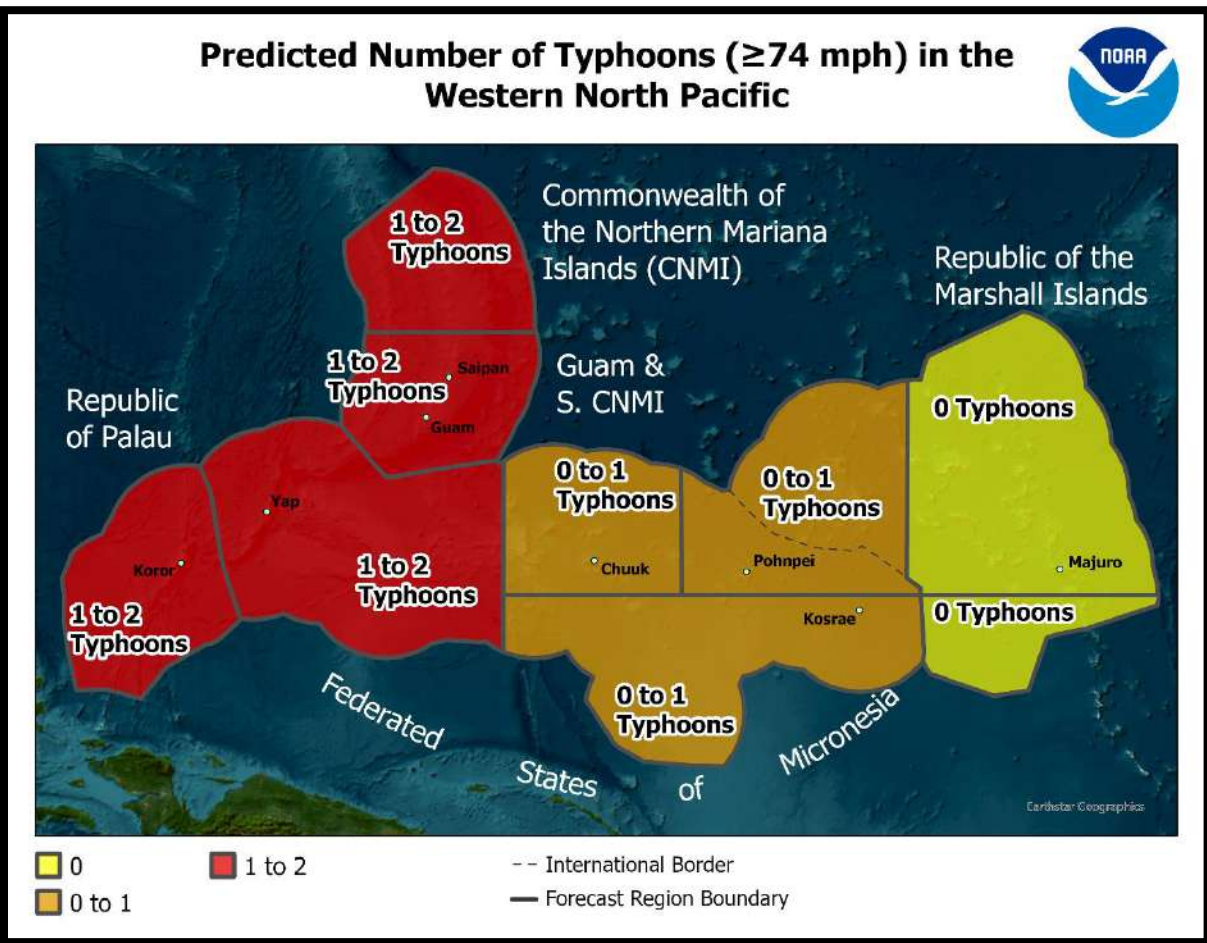 Predicted Number of Typhoons (≥74 mph) in the
Western North Pacific
NOAA
1 to 2
Typhoons
Commonwealth of
the Northern Mariana
Islands (CNMI)
Republic of the
Marshall Islands
1 to 2
Typhoons
Saipan
Guam
Guam &
S. CNMI
Republic
of Palau
0 Typhoons
0 to 1
Typhoons
0 to 1
Typhoons
Yap
Koror
1 to 2
Typhoons
Chuuk
Pohnpei
Majuro
1 to 2
Typhoons
Kosrae
0 Typhoons
0 to 1
Typhoons
Federated
States
of
Micronesia
Earthstar Geographics
0
1 to 2
-- International Border
0 to 1
— Forecast Region Boundary